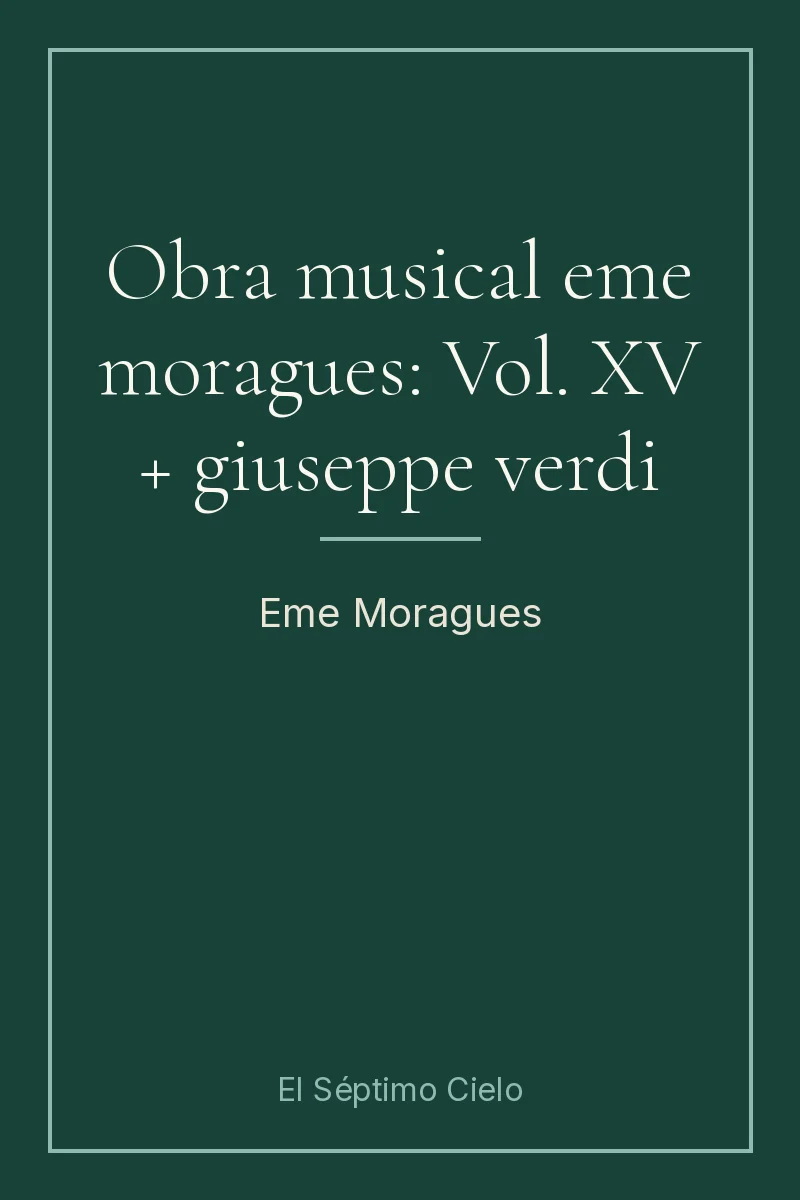 Obra musical eme
moragues: Vol. XV
+ giuseppe verdi
Eme Moragues
El Séptimo Cielo